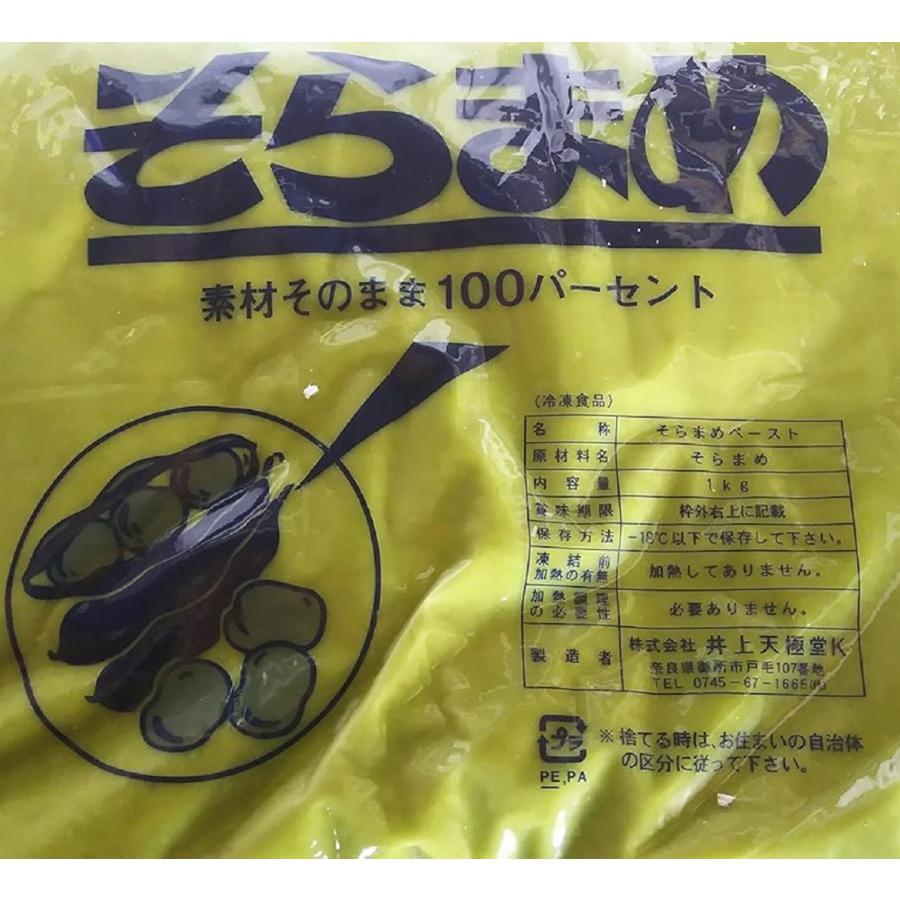 そらまめ
素材そのまま100パーセント
(冷凍食品)
名称 そらまめペースト
原材料名 そらまめ
内容量 1kg
賞味期限 枠外右上に記載
保存方法 -18℃以下で保存して下さい。
凍結前加熱の有無 加熱してありません。
加熱調理の必要性 必要ありません。
製造者 株式会社 井上天極堂K
奈良県御所市戸毛107番地
TEL 0745-67-1665㈹
プラ
PE,PA
※捨てる時は、お住まいの自治体
の区分に従って下さい。